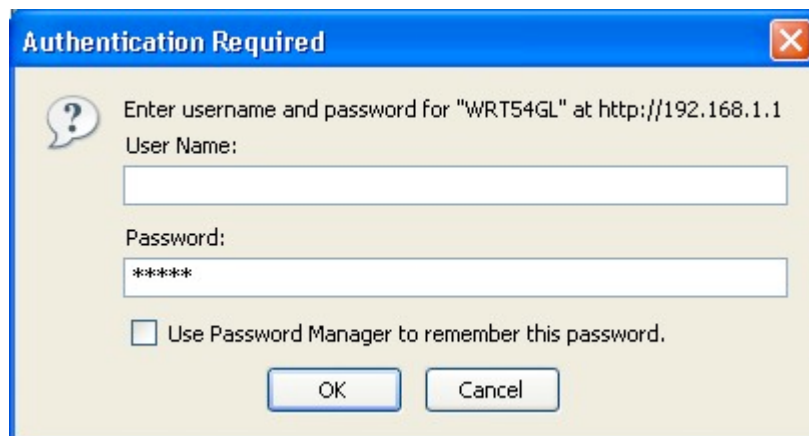 Authentication Required
Enter username and password for "WRT54GL" at http://192.168.1.1
User Name:
Password:
*****
Use Password Manager to remember this password.
OK Cancel